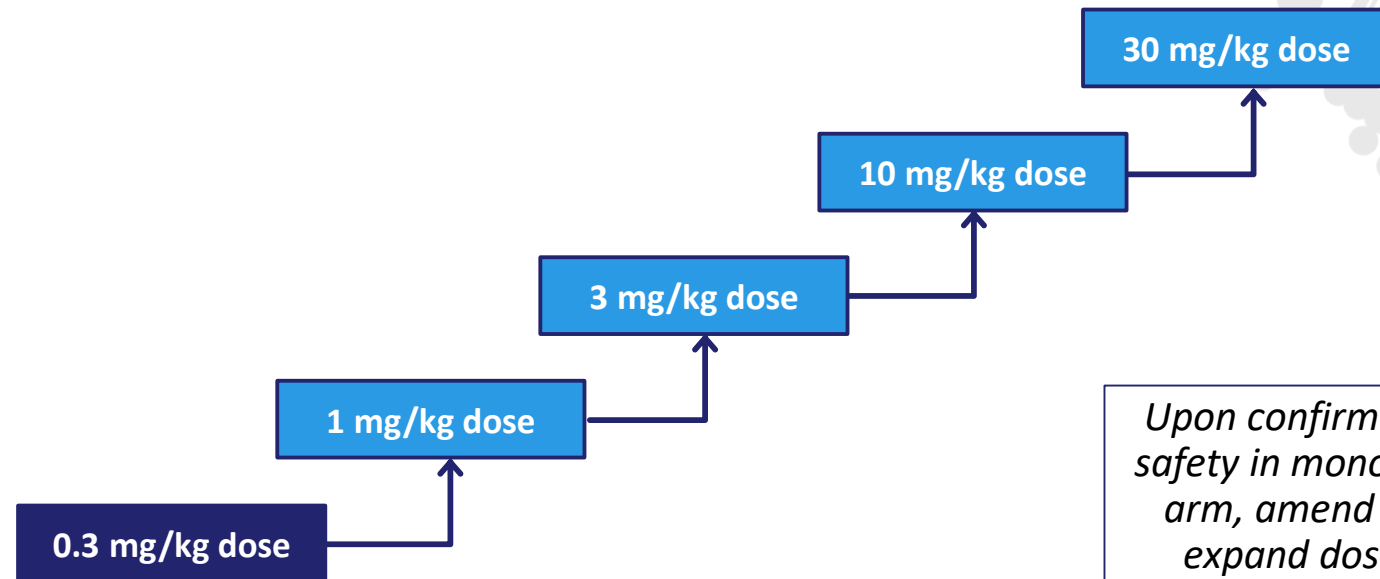 30 mg/kg dose
10 mg/kg dose
3 mg/kg dose
1 mg/kg dose
0.3 mg/kg dose
Upon confirm
safety in mono
arm, amend
expand dos